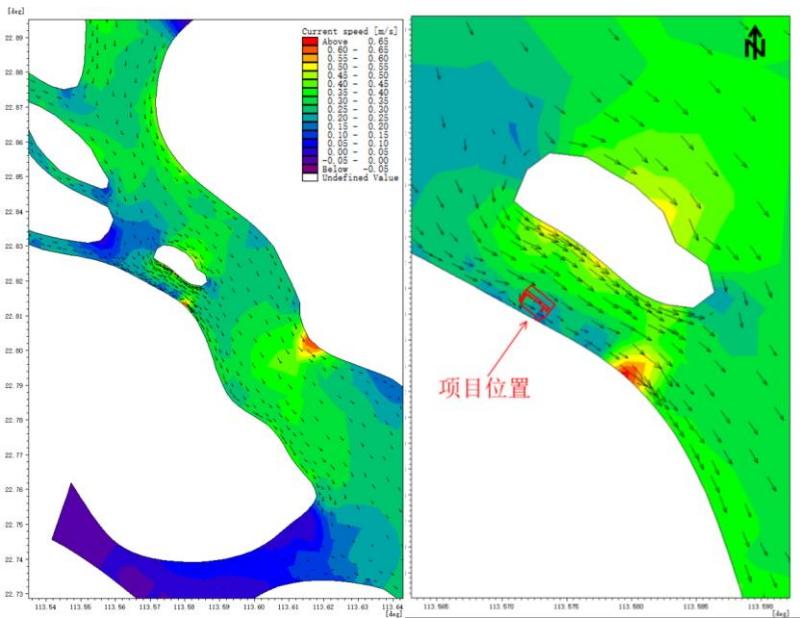 [deg]
22.89
22.87
22.86
22.84
22.83
22.82
22.81
22.80
22.79
22.77
22.76
22.75
22.74
22.73
Current speed [m/s]
Above 0.65
0.60 - 0.65
0.55 - 0.60
0.50 - 0.55
0.45 - 0.50
0.40 - 0.45
0.35 - 0.40
0.30 - 0.35
0.25 - 0.30
0.20 - 0.25
0.15 - 0.20
0.10 - 0.15
0.05 - 0.10
0.00 - 0.05
-0.05 - 0.00
Below -0.05
Undefined Value
N
项目位置
113.54 113.55 113.56 113.57 113.58 113.59 113.60 113.61 113.62 113.63 113.64
[deg]
113.565 113.570 113.575 113.580 113.585 113.590
[deg]